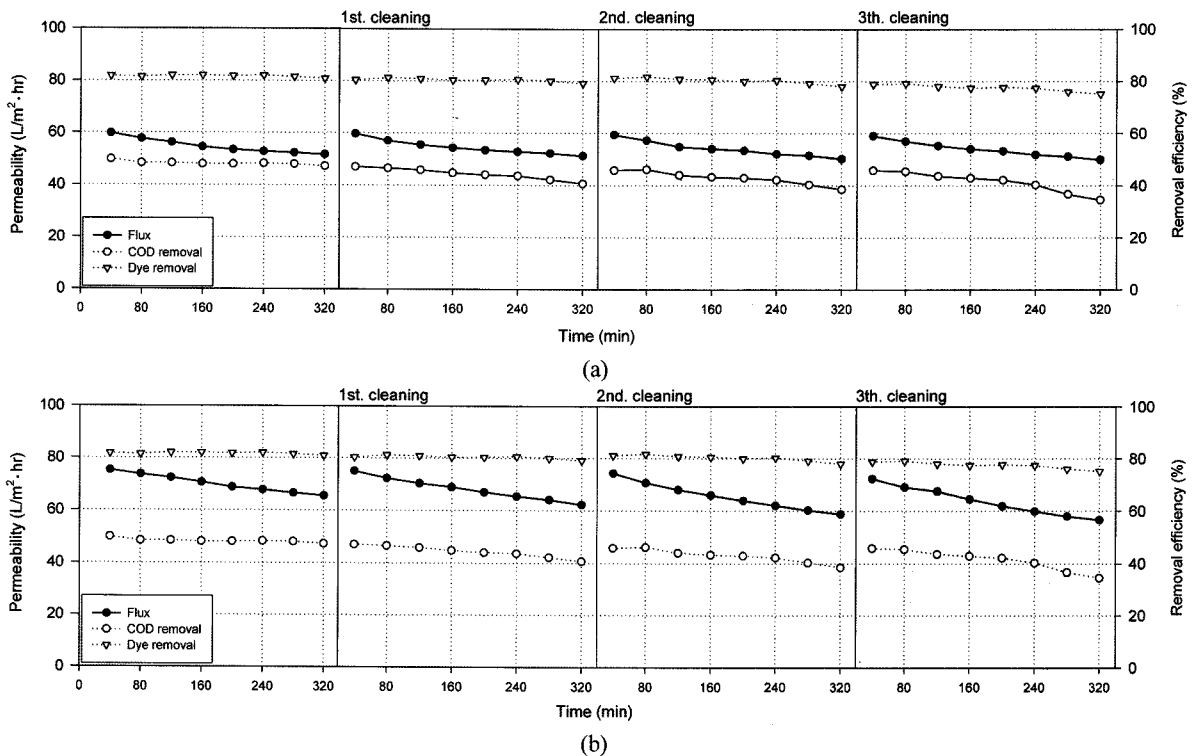 1st. cleaning 2nd. cleaning 3th. cleaning
100 100
80 80
60 60
40 40
20 20
0 0
Permeability (L/m²· hr)
Removal efficiency (%)
Flux
COD removal
Dye removal
0 80 160 240 320 80 160 240 320 80 160 240 320 80 160 240 320
Time (min)
(a)
1st. cleaning 2nd. cleaning 3th. cleaning
100 100
80 80
60 60
40 40
20 20
0 0
Permeability (L/m²· hr)
Removal efficiency (%)
Flux
COD removal
Dye removal
0 80 160 240 320 80 160 240 320 80 160 240 320 80 160 240 320
Time (min)
(b)